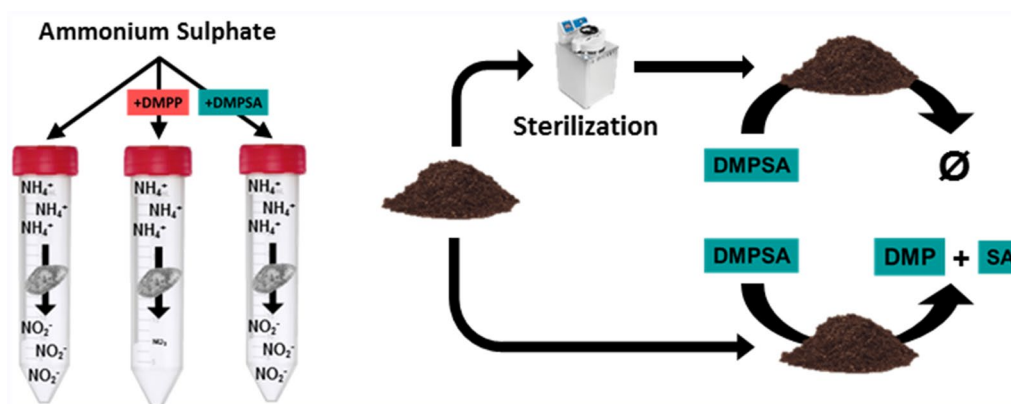 Ammonium Sulphate
+DMPP
+DMPSA
NH₄⁺
NH₄⁺
NH₄⁺
NO₂⁻
NO₂⁻
NO₂⁻
NH₄⁺
NH₄⁺
NH₄⁺
NH₄⁺
NH₄⁺
NH₄⁺
NO₂⁻
NO₂⁻
NO₂⁻
Sterilization
DMPSA
Ø
DMPSA
DMP + SA